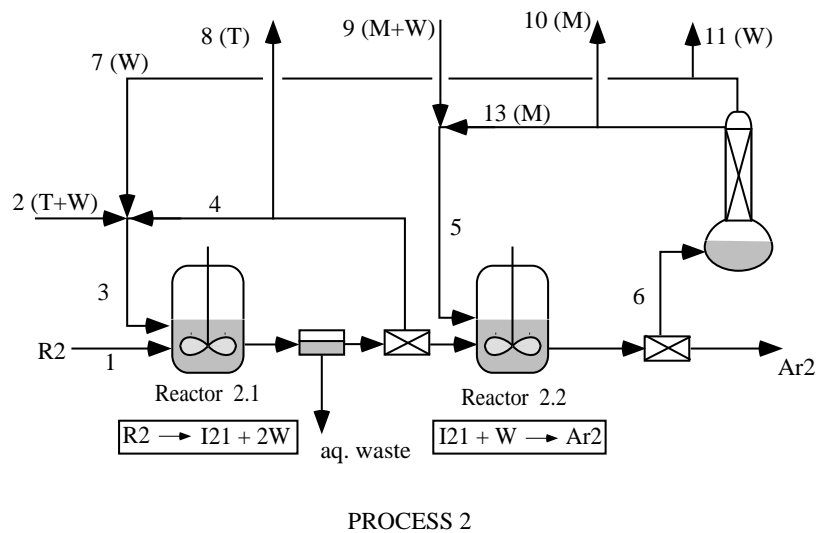 8 (T)
9 (M+W)
10 (M)
11 (W)
7 (W)
13 (M)
2 (T+W)
4
5
3
6
R2
1
Ar2
Reactor 2.1
Reactor 2.2
R2 → I21 + 2W
I21 + W → Ar2
aq. waste
PROCESS 2